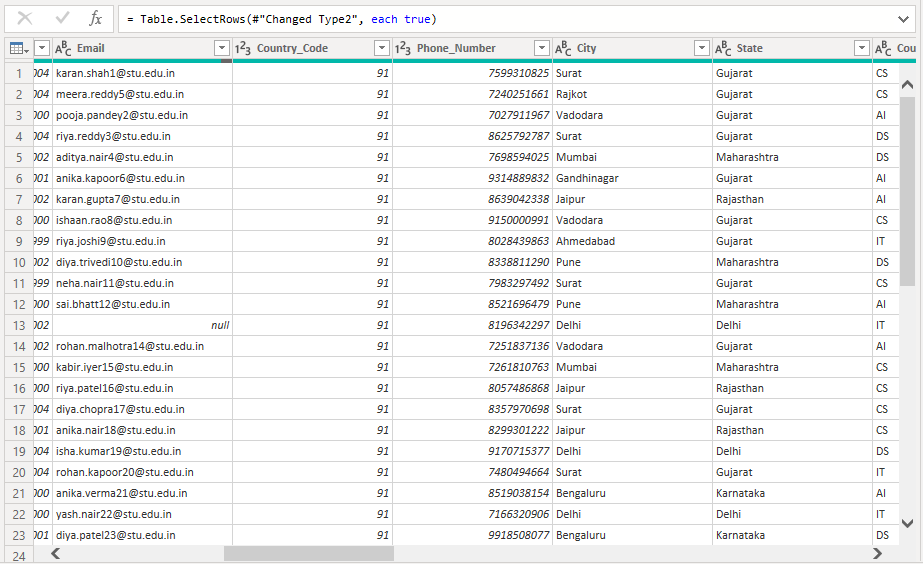 fx = Table.SelectRows(#"Changed Type2", each true)
ABC Email 123 Country_Code 123 Phone_Number ABC City ABC State ABC Cou
1 004 karan.shah1@stu.edu.in 91 7599310825 Surat Gujarat CS
2 004 meera.reddy5@stu.edu.in 91 7240251661 Rajkot Gujarat CS
3 000 pooja.pandey2@stu.edu.in 91 7027911967 Vadodara Gujarat AI
4 004 riya.reddy3@stu.edu.in 91 8625792787 Surat Gujarat DS
5 002 aditya.nair4@stu.edu.in 91 7698594025 Mumbai Maharashtra DS
6 001 anika.kapoor6@stu.edu.in 91 9314889832 Gandhinagar Gujarat AI
7 002 karan.gupta7@stu.edu.in 91 8639042338 Jaipur Rajasthan AI
8 000 ishaan.rao8@stu.edu.in 91 9150000991 Vadodara Gujarat CS
9 999 riya.joshi9@stu.edu.in 91 8028439863 Ahmedabad Gujarat IT
10 002 diya.trivedi10@stu.edu.in 91 8338811290 Pune Maharashtra DS
11 999 neha.nair11@stu.edu.in 91 7983297492 Surat Gujarat CS
12 000 sai.bhatt12@stu.edu.in 91 8521696479 Pune Maharashtra AI
13 002 null 91 8196342297 Delhi Delhi IT
14 002 rohan.malhotra14@stu.edu.in 91 7251837136 Vadodara Gujarat AI
15 000 kabir.iyer15@stu.edu.in 91 7261810763 Mumbai Maharashtra CS
16 000 riya.patel16@stu.edu.in 91 8057486868 Jaipur Rajasthan CS
17 004 diya.chopra17@stu.edu.in 91 8357970698 Surat Gujarat CS
18 001 anika.nair18@stu.edu.in 91 8299301222 Jaipur Rajasthan CS
19 004 isha.kumar19@stu.edu.in 91 9170715377 Delhi Delhi DS
20 004 rohan.kapoor20@stu.edu.in 91 7480494664 Surat Gujarat IT
21 000 anika.verma21@stu.edu.in 91 8519038154 Bengaluru Karnataka AI
22 000 yash.nair22@stu.edu.in 91 7166320906 Delhi Delhi IT
23 001 diya.patel23@stu.edu.in 91 9918508077 Bengaluru Karnataka DS
24